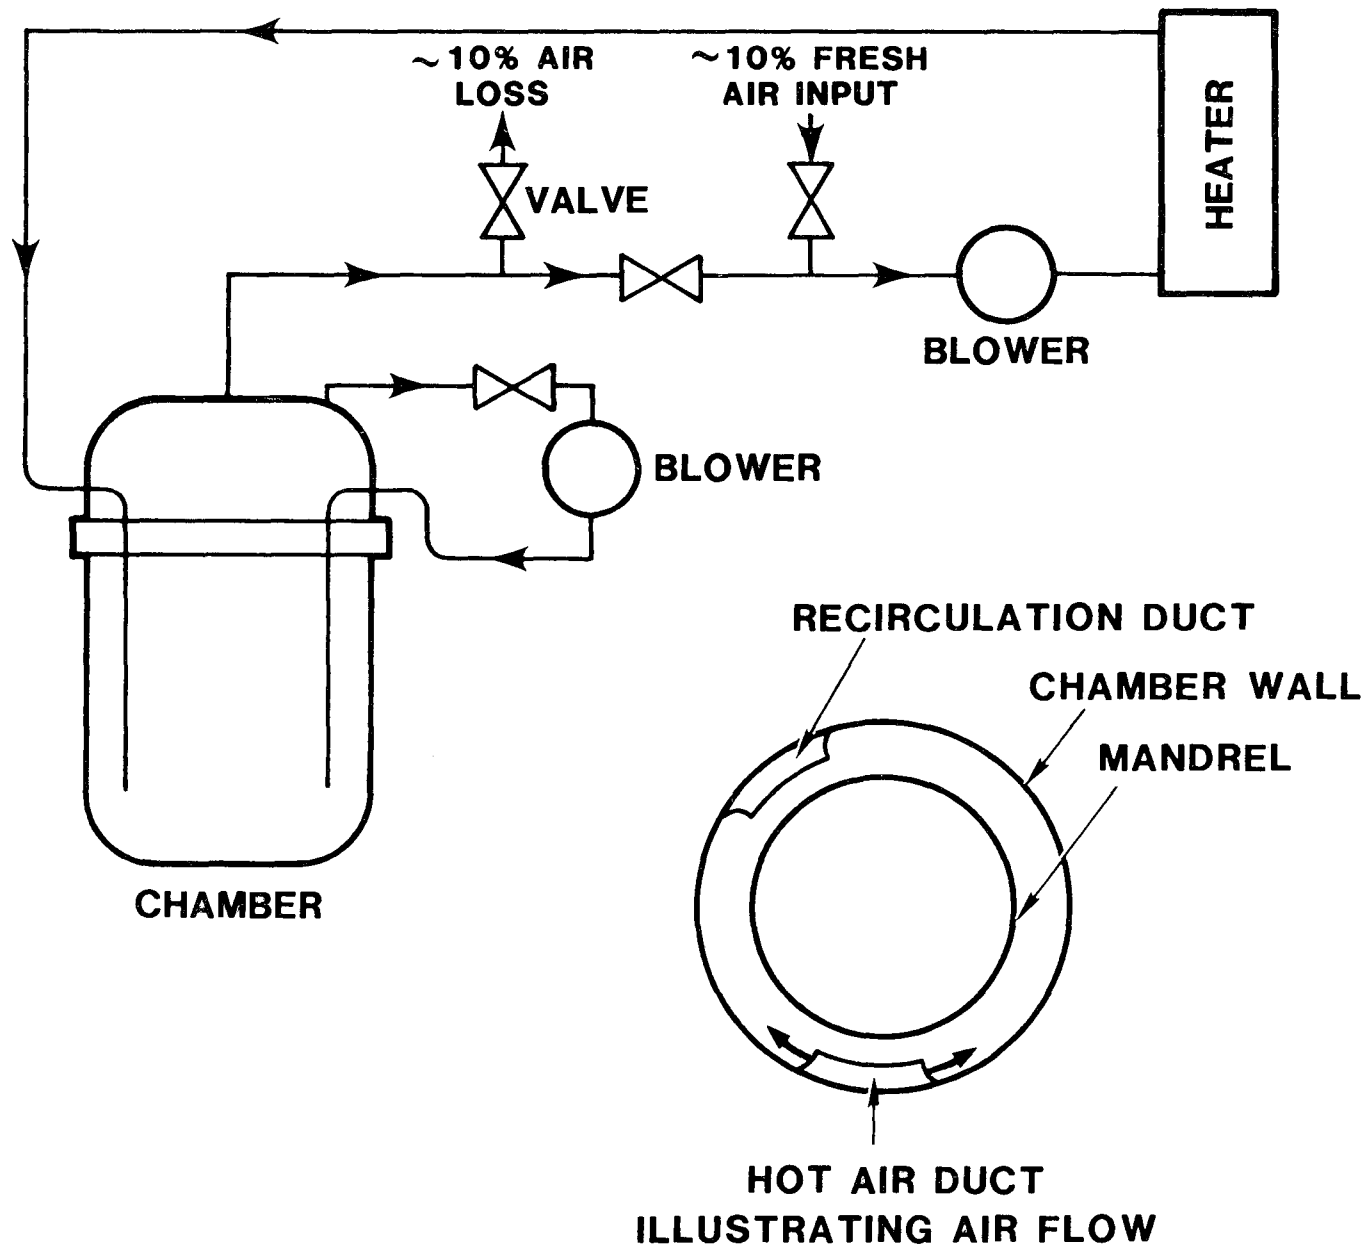 ~10% AIR
LOSS
~10% FRESH
AIR INPUT
HEATER
VALVE
BLOWER
BLOWER
RECIRCULATION DUCT
CHAMBER WALL
MANDREL
CHAMBER
HOT AIR DUCT
ILLUSTRATING AIR FLOW